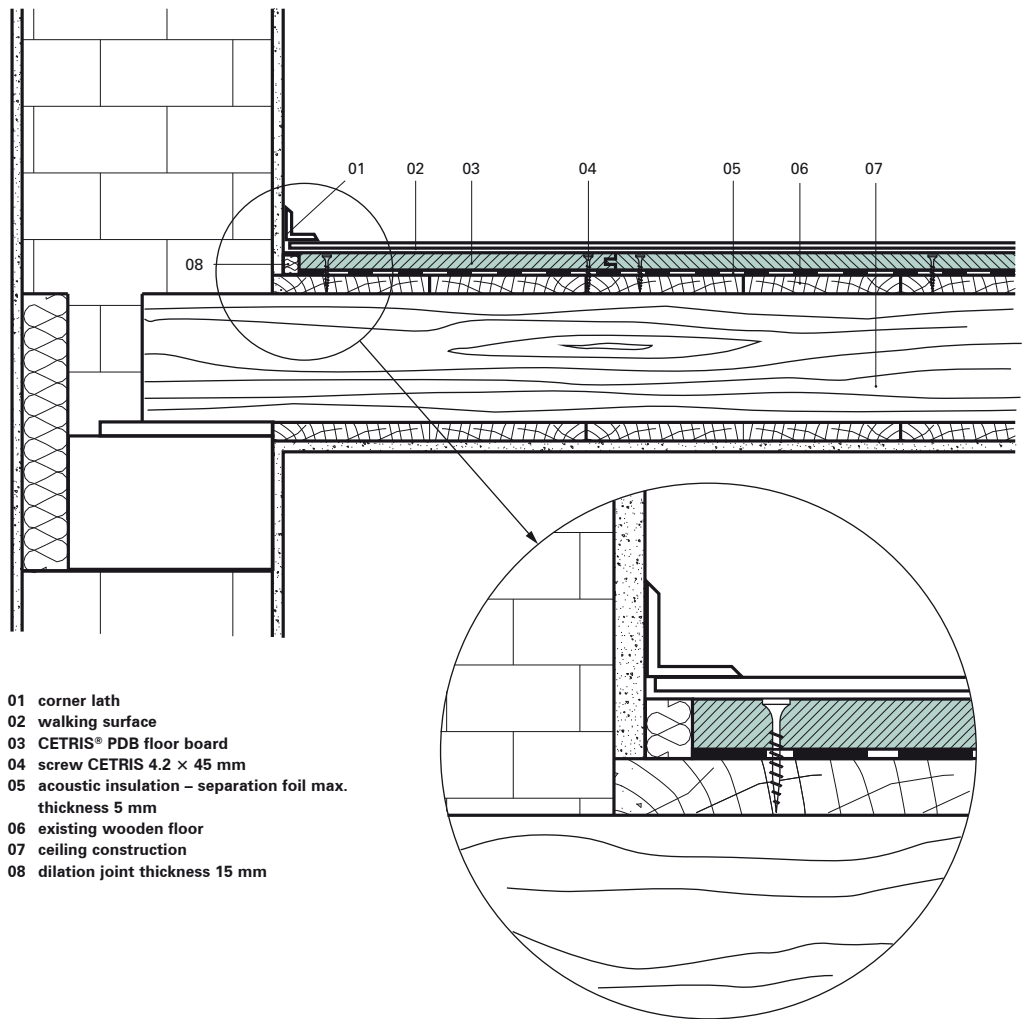 01 02 03 04 05 06 07
08
01 corner lath
02 walking surface
03 CETRIS® PDB floor board
04 screw CETRIS 4.2 × 45 mm
05 acoustic insulation – separation foil max.
thickness 5 mm
06 existing wooden floor
07 ceiling construction
08 dilation joint thickness 15 mm